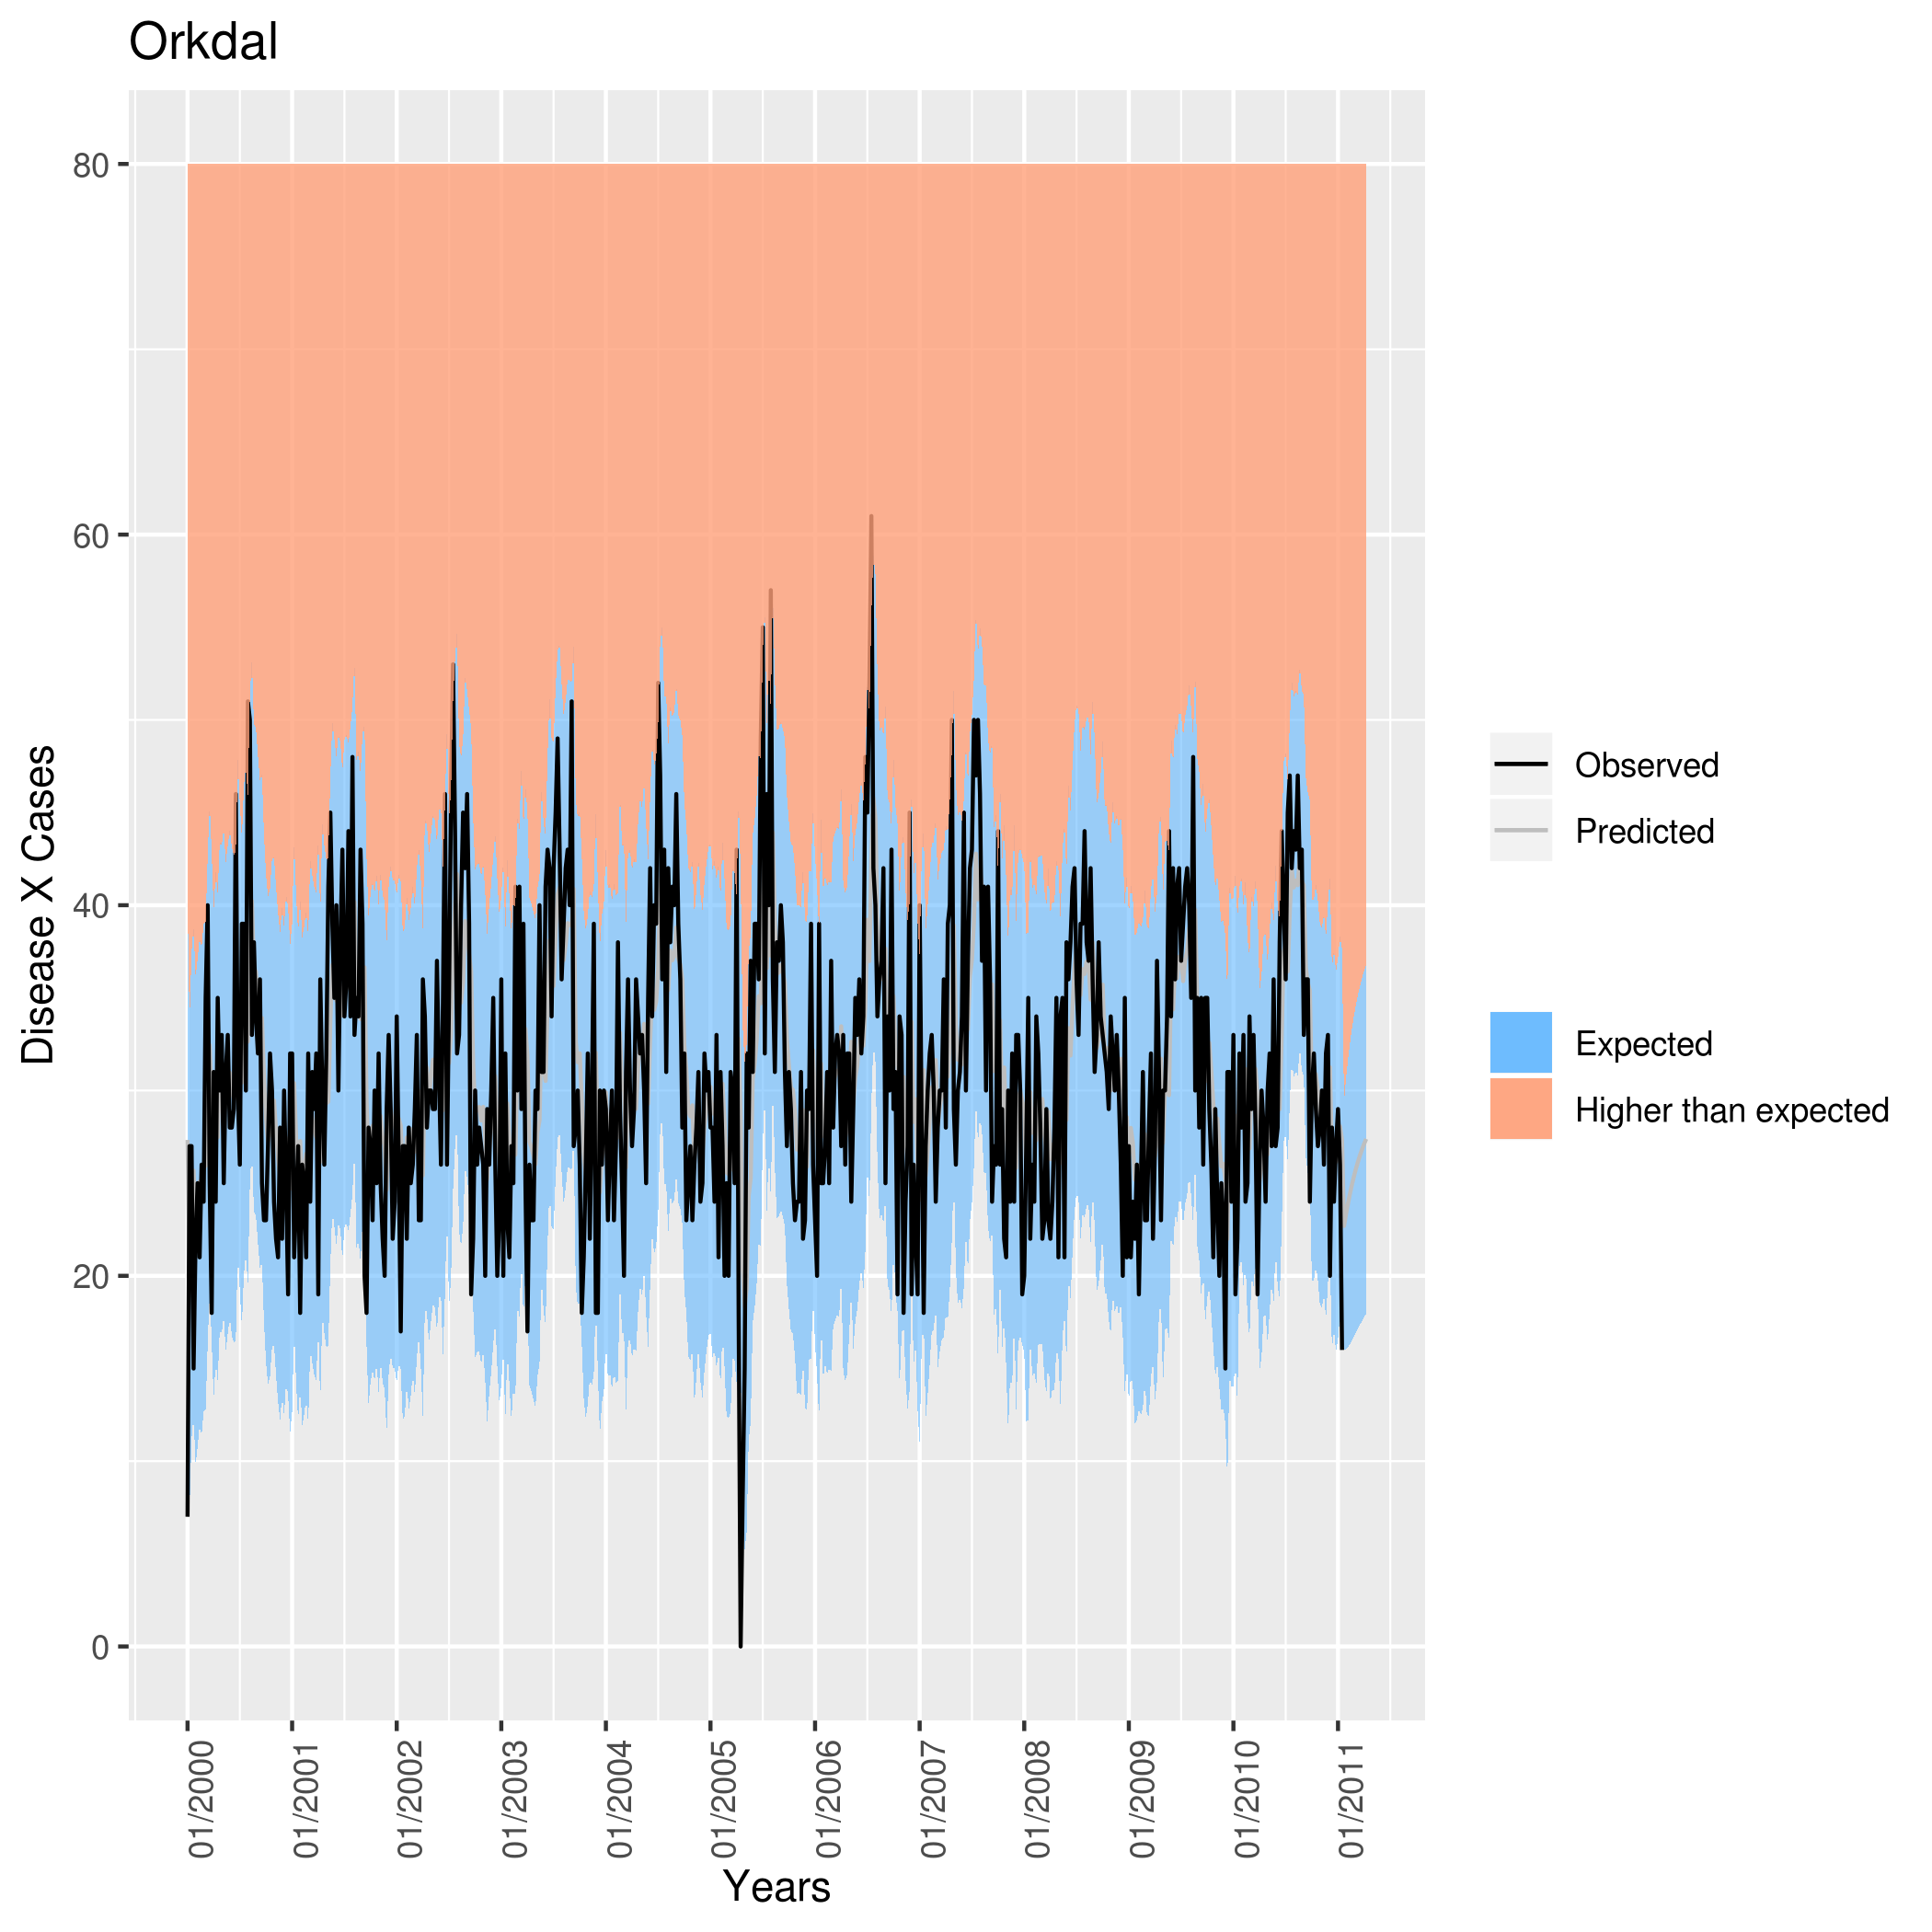 Orkdal
Disease X Cases
80
60
40
20
0
01/2000
01/2001
01/2002
01/2003
01/2004
01/2005
01/2006
01/2007
01/2008
01/2009
01/2010
01/2011
Years
Observed
Predicted
Expected
Higher than expected